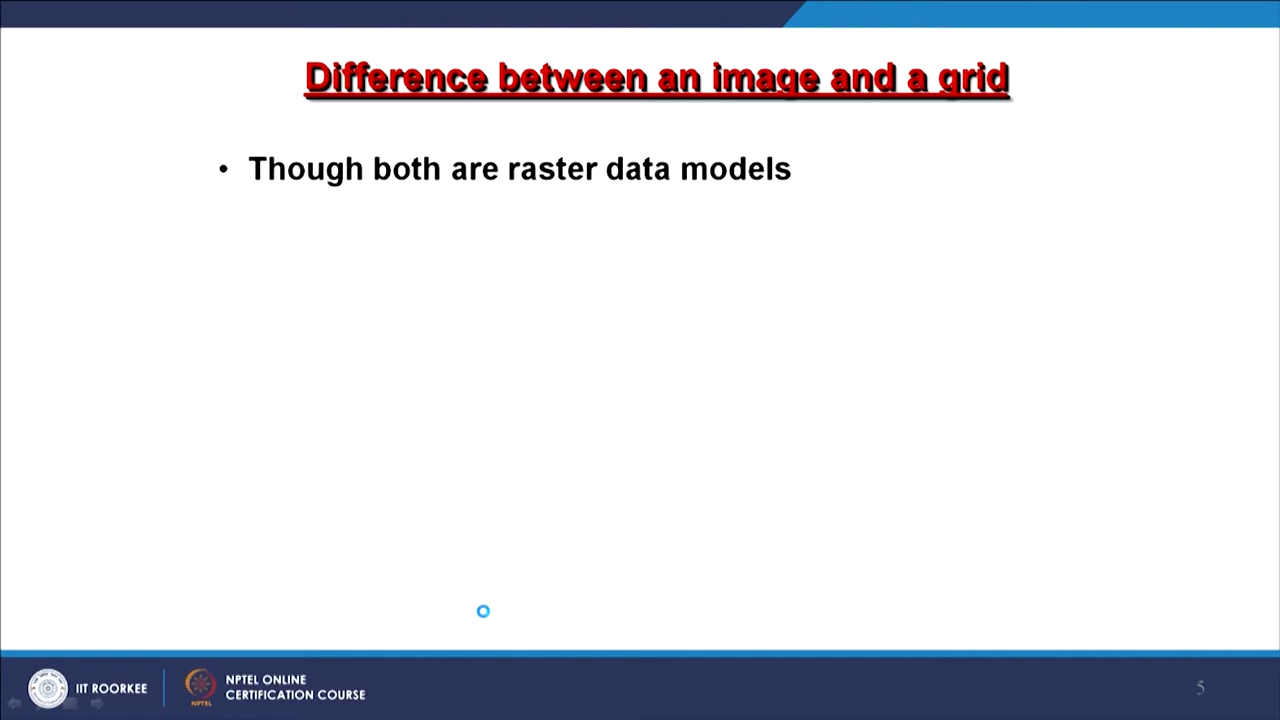 Difference between an image and a grid
• Though both are raster data models
IIT ROORKEE
NPTEL ONLINE
CERTIFICATION COURSE
NPTEL
5